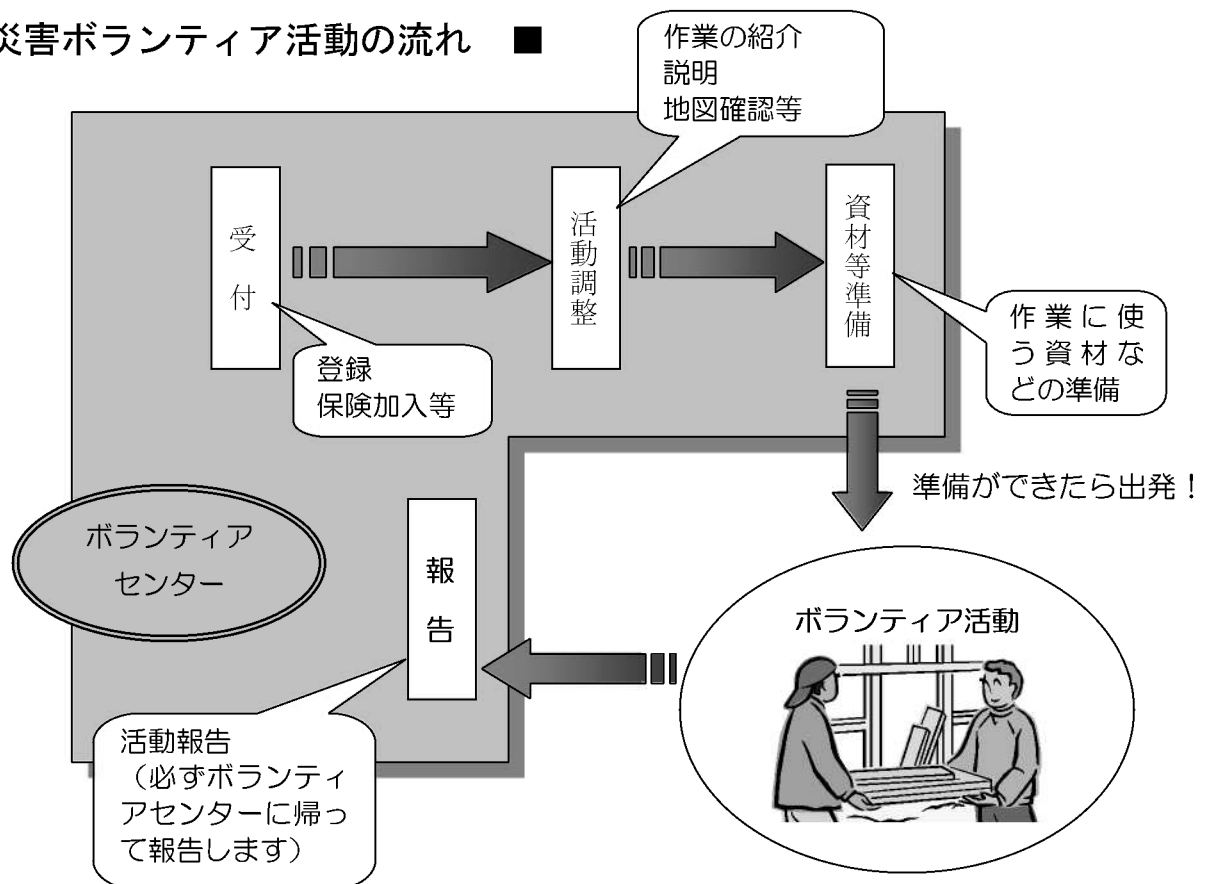 災害ボランティア活動の流れ ■
作業の紹介
説明
地図確認等
受付
活動調整
資材等準備
登録
保険加入等
作業に使
う資材な
どの準備
準備ができたら出発！
ボランティア
センター
報告
ボランティア活動
活動報告
（必ずボランティ
アセンターに帰っ
て報告します）